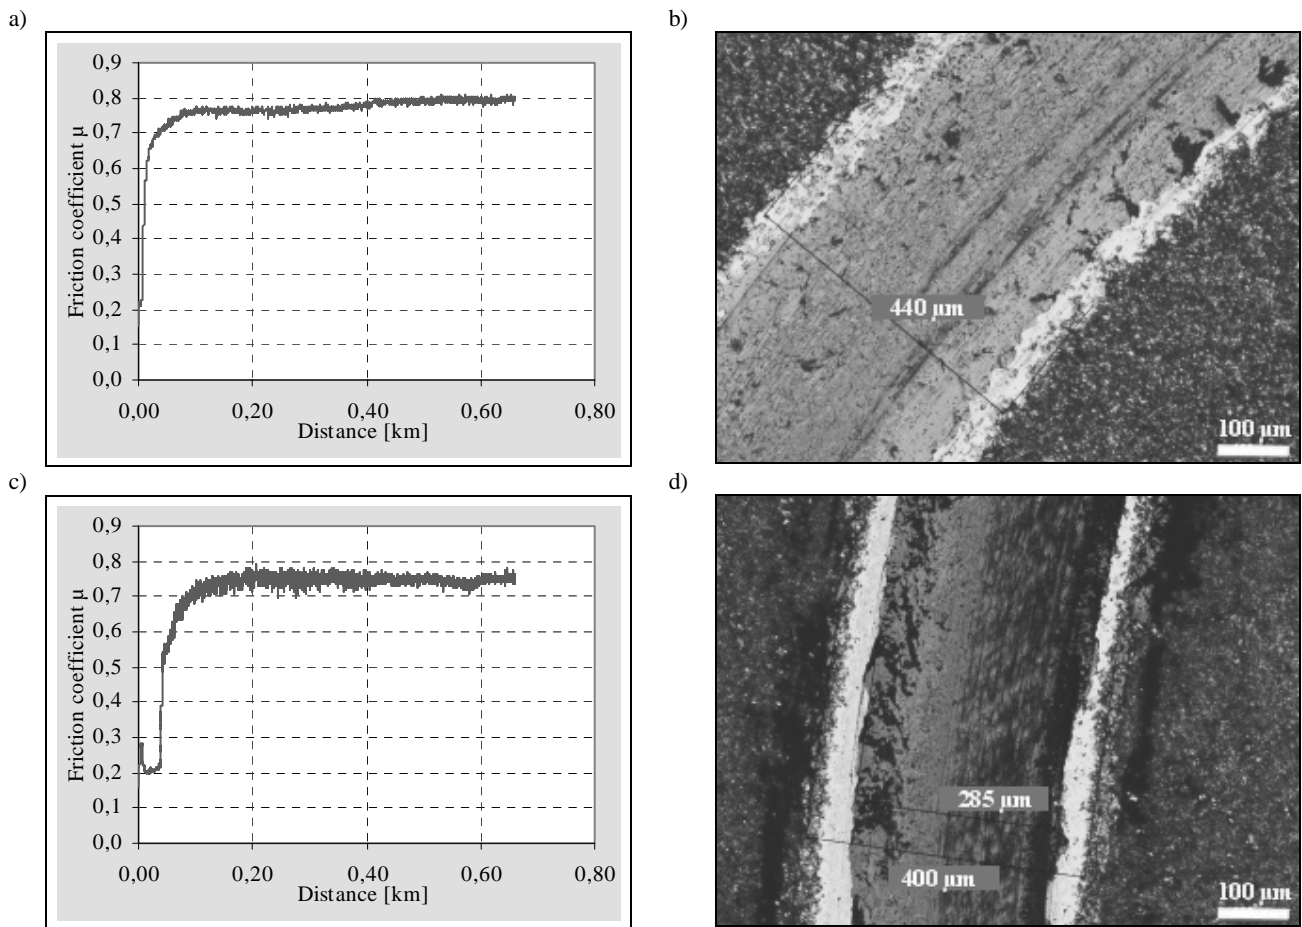 a)
Friction coefficient μ
0,9
0,8
0,7
0,6
0,5
0,4
0,3
0,2
0,1
0,0
0,00 0,20 0,40 0,60 0,80
Distance [km]
b)
440 μm
100 μm
c)
Friction coefficient μ
0,9
0,8
0,7
0,6
0,5
0,4
0,3
0,2
0,1
0,0
0,00 0,20 0,40 0,60 0,80
Distance [km]
d)
285 μm
400 μm
100 μm